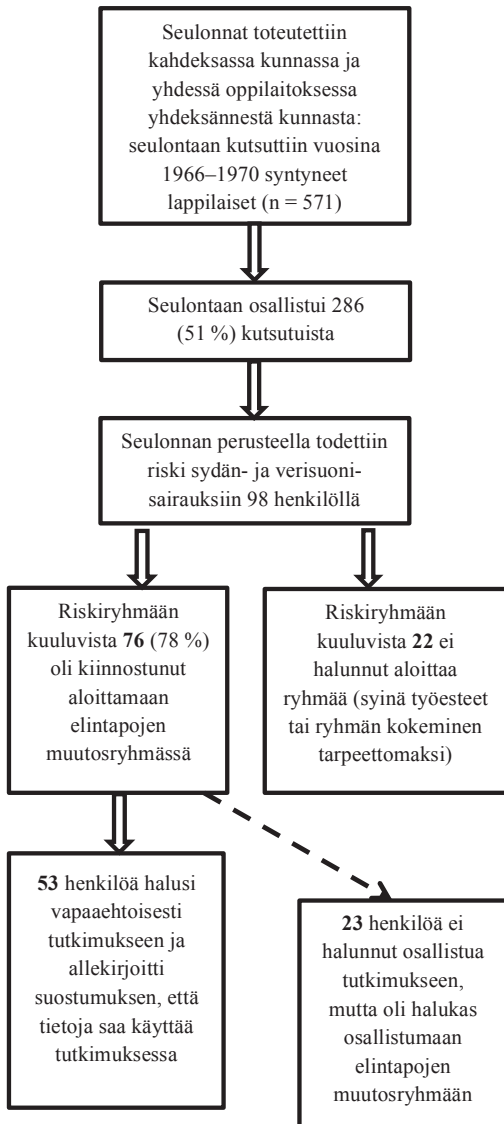 Seulonnat toteutettiin
kahdeksassa kunnassa ja
yhdessä oppilaitoksessa
yhdeksännestä kunnasta:
seulontaan kutsuttiin vuosina
1966–1970 syntyneet
lappilaiset (n = 571)
Seulontaan osallistui 286
(51 %) kutsutuista
Seulonnan perusteella todettiin
riski sydän- ja verisuoni-
sairauksiin 98 henkilöllä
Riskiryhmään
kuuluvista 76 (78 %)
oli kiinnostunut
aloittamaan
elintapojen
muutosryhmässä
Riskiryhmään
kuuluvista 22 ei
halunnut aloittaa
ryhmää (syinä työesteet
tai ryhmän kokeminen
tarpeettomaksi)
53 henkilöä halusi
vapaaehtoisesti
tutkimukseen ja
allekirjoitti
suostumuksen, että
tietoja saa käyttää
tutkimuksessa
23 henkilöä ei
halunnut osallistua
tutkimukseen,
mutta oli halukas
osallistumaan
elintapojen
muutosryhmään